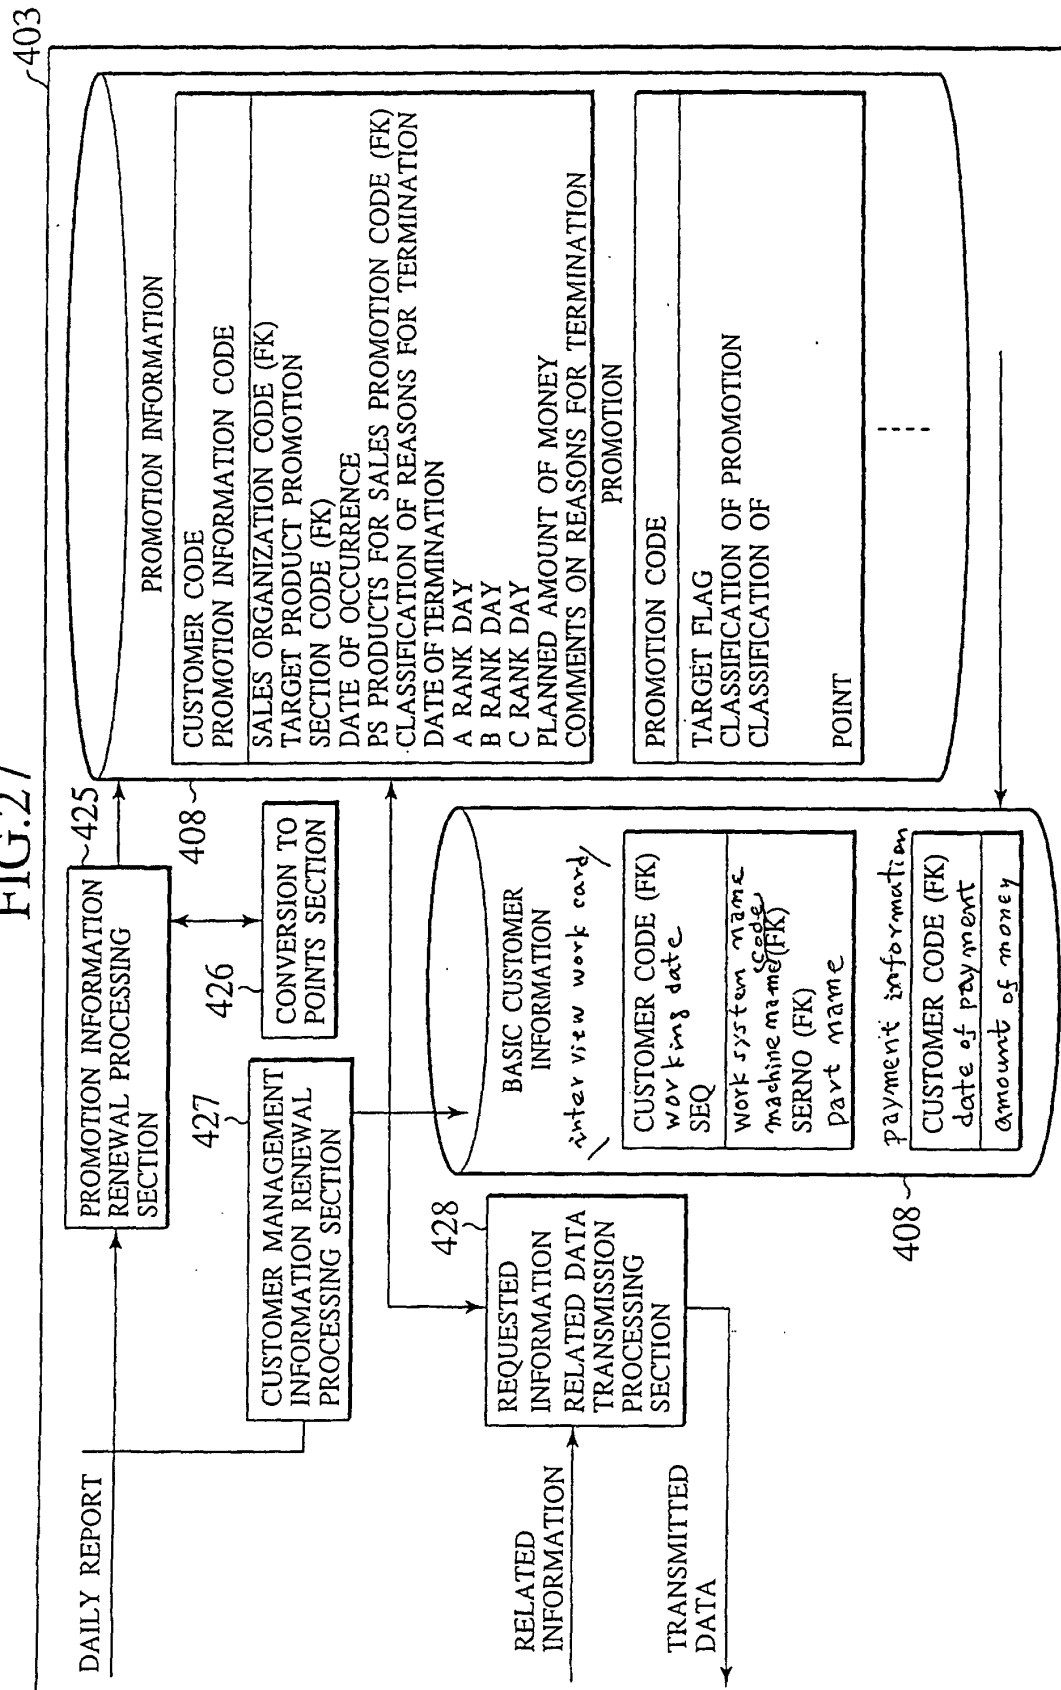 FIG.27
403
DAILY REPORT
PROMOTION INFORMATION
RENEWAL PROCESSING
SECTION
425
426
CONVERSION TO
POINTS SECTION
427
CUSTOMER MANAGEMENT
INFORMATION RENEWAL
PROCESSING SECTION
408
PROMOTION INFORMATION
CUSTOMER CODE
PROMOTION INFORMATION CODE
SALES ORGANIZATION CODE (FK)
TARGET PRODUCT PROMOTION
SECTION CODE (FK)
DATE OF OCCURRENCE
PS PRODUCTS FOR SALES PROMOTION CODE (FK)
CLASSIFICATION OF REASONS FOR TERMINATION
DATE OF TERMINATION
A RANK DAY
B RANK DAY
C RANK DAY
PLANNED AMOUNT OF MONEY
COMMENTS ON REASONS FOR TERMINATION
PROMOTION
PROMOTION CODE
TARGET FLAG
CLASSIFICATION OF PROMOTION
CLASSIFICATION OF
POINT
RELATED
INFORMATION
TRANSMITTED
DATA
428
REQUESTED
INFORMATION
RELATED DATA
TRANSMISSION
PROCESSING
SECTION
BASIC CUSTOMER
INFORMATION
inter view work card
CUSTOMER CODE (FK)
working date
SEQ
work system name
machine name code (FK)
SERNO (FK)
part name
payment information
CUSTOMER CODE (FK)
date of payment
amount of money
408